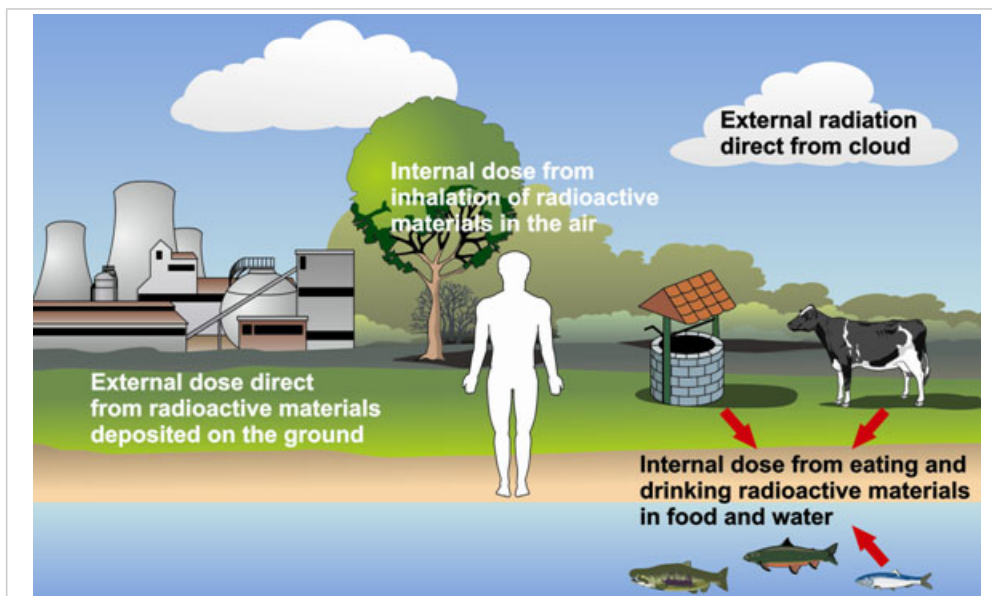 External radiation
direct from cloud
Internal dose from
inhalation of radioactive
materials in the air
External dose direct
from radioactive materials
deposited on the ground
Internal dose from eating and
drinking radioactive materials
in food and water